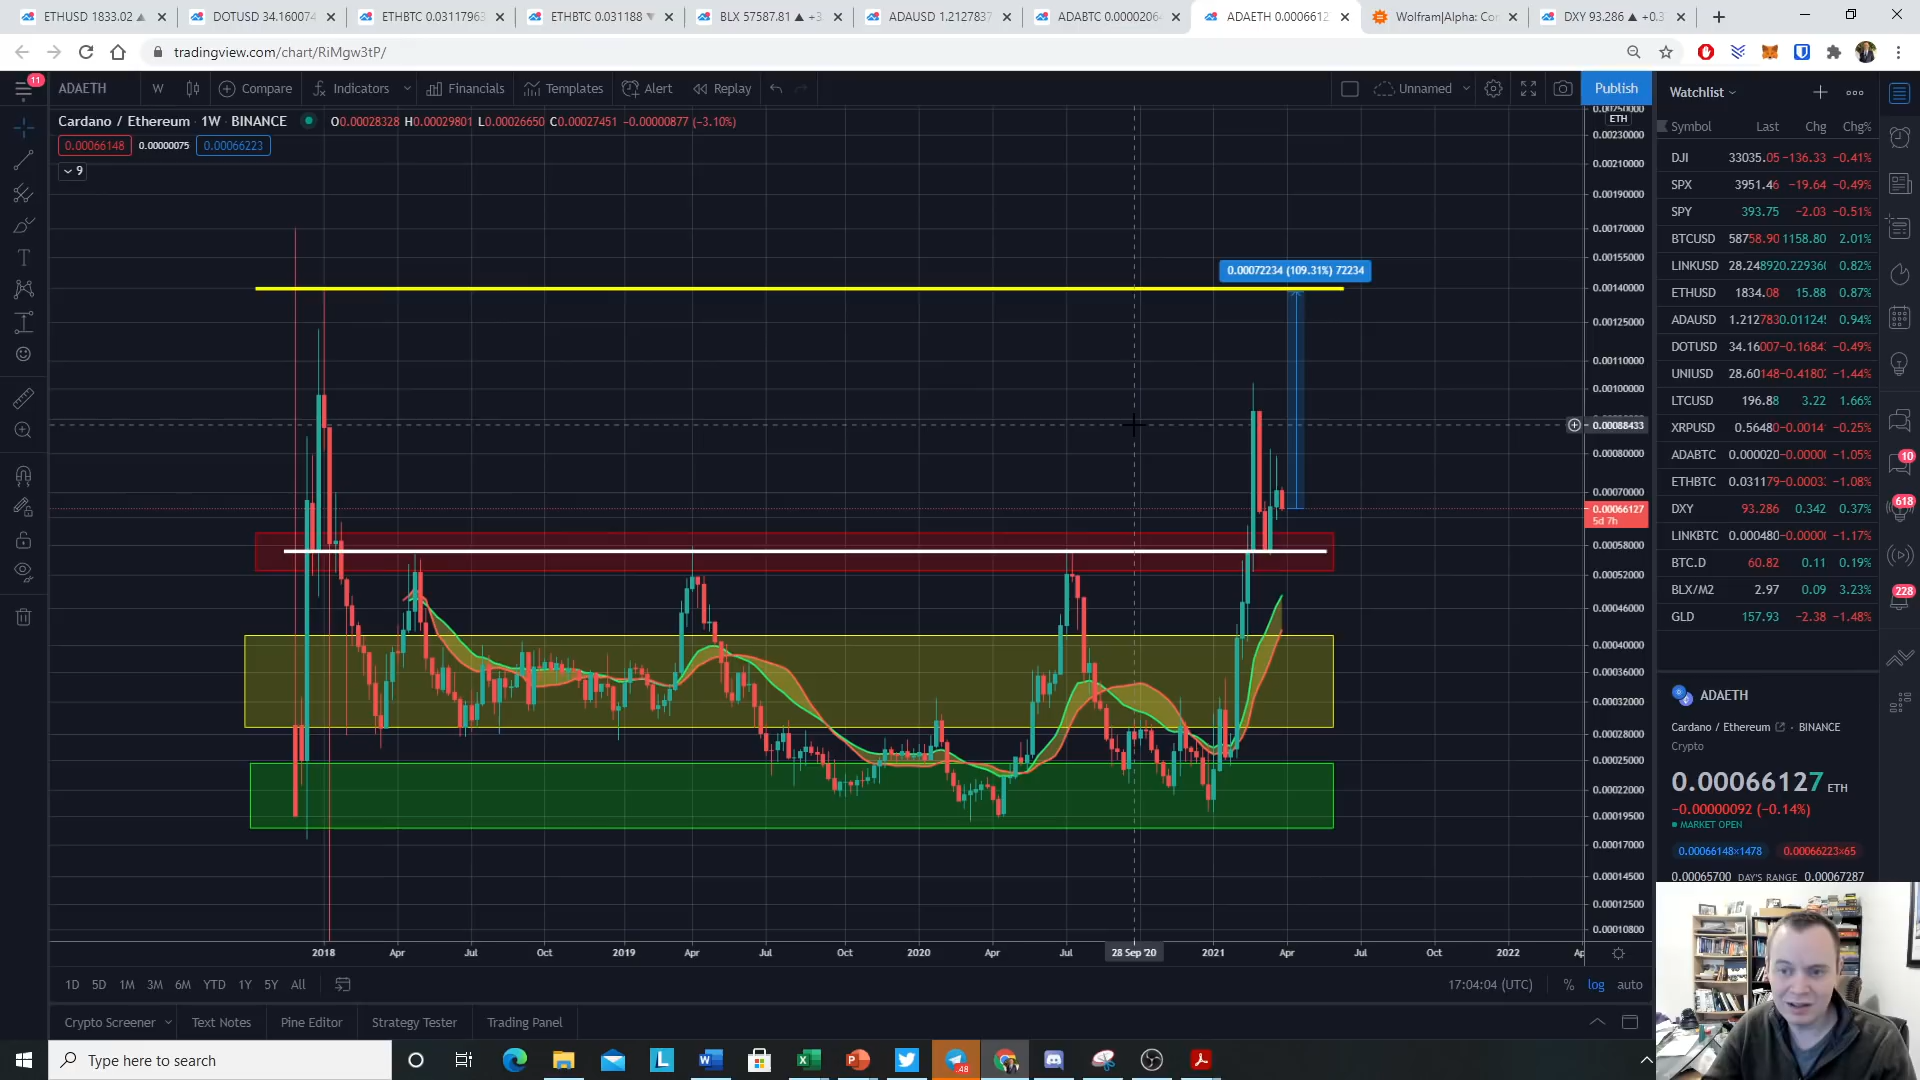 ETHUSD 1833.02 ▲
DOTUSD 34.160074
ETHBTC 0.03117963
ETHBTC 0.031188 ▼
BLX 57587.81 ▲ +3
ADAUSD 1.2127837
ADABTC 0.0000206
ADAETH 0.0006612
Wolfram|Alpha: Con
DXY 93.286 ▲ +0.3
tradingview.com/chart/RiMgw3tP/
11
ADAETH W Compare Indicators Financials Templates Alert Replay Unnamed Publish
Cardano / Ethereum · 1W · BINANCE O0.00028328 H0.00029801 L0.00026650 C0.00027451 −0.00000877 (−3.10%)
0.00066148 0.00000075 0.00066223
9
0.00072234 (109.31%) 72234
0.00250000
ETH
0.00230000
0.00210000
0.00190000
0.00170000
0.00155000
0.00140000
0.00125000
0.00110000
0.00100000
0.00088433
0.00080000
0.00070000
0.00066127
5d 7h
0.00058000
0.00052000
0.00046000
0.00040000
0.00036000
0.00032000
0.00028000
0.00025000
0.00022000
0.00019500
0.00017000
0.00014500
0.00012500
0.00010800
2018 Apr Jul Oct 2019 Apr Jul Oct 2020 Apr Jul 28 Sep '20 2021 Apr Jul Oct 2022 Ap
1D 5D 1M 3M 6M YTD 1Y 5Y All 17:04:04 (UTC) % log auto
Crypto Screener Text Notes Pine Editor Strategy Tester Trading Panel
Watchlist
Symbol Last Chg Chg%
DJI 33035.05 −136.33 −0.41%
SPX 3951.46 −19.64 −0.49%
SPY 393.75 −2.03 −0.51%
BTCUSD 58758.90 1158.80 2.01%
LINKUSD 28.24892 0.22936 0.82%
ETHUSD 1834.08 15.88 0.87%
ADAUSD 1.212783 0.01124 0.94%
DOTUSD 34.16007 −0.1684 −0.49%
UNIUSD 28.60148 −0.4180 −1.44%
LTCUSD 196.88 3.22 1.66%
XRPUSD 0.5648 −0.0014 −0.25%
ADABTC 0.000020 −0.0000 −1.05%
ETHBTC 0.031179 −0.0003 −1.08%
DXY 93.286 0.342 0.37%
LINKBTC 0.000480 −0.0000 −1.17%
BTC.D 60.82 0.11 0.19%
BLX/M2 2.97 0.09 3.23%
GLD 157.93 −2.38 −1.48%
10
618
228
ADAETH
Cardano / Ethereum · BINANCE
Crypto
0.00066127 ETH
−0.00000092 (−0.14%)
MARKET OPEN
0.00066148×1478 0.00066223×65
0.00065700 DAY'S RANGE 0.00067287
Type here to search
48